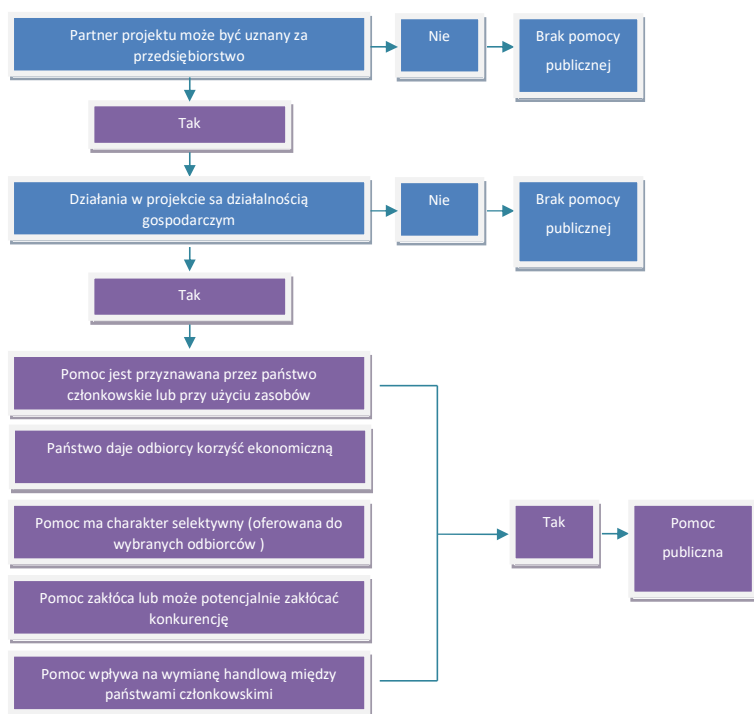 Partner projektu może być uznany za
przedsiębiorstwo
Nie
Brak pomocy
publicznej
Tak
Działania w projekcie sa działalnością
gospodarczym
Nie
Brak pomocy
publicznej
Tak
Pomoc jest przyznawana przez państwo
członkowskie lub przy użyciu zasobów
Państwo daje odbiorcy korzyść ekonomiczną
Pomoc ma charakter selektywny (oferowana do
wybranych odbiorców )
Tak
Pomoc
publiczna
Pomoc zakłóca lub może potencjalnie zakłócać
konkurencję
Pomoc wpływa na wymianę handlową między
państwami członkowskimi